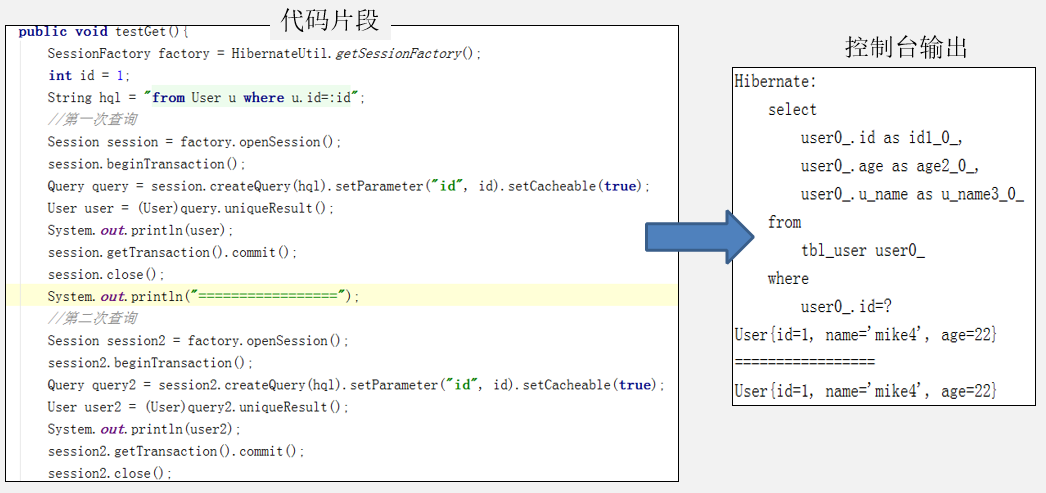 代码片段
public void testGet(){
SessionFactory factory = HibernateUtil.getSessionFactory();
int id = 1;
String hql = "from User u where u.id=:id";
//第一次查询
Session session = factory.openSession();
session.beginTransaction();
Query query = session.createQuery(hql).setParameter("id", id).setCacheable(true);
User user = (User)query.uniqueResult();
System.out.println(user);
session.getTransaction().commit();
session.close();
System.out.println("=================");
//第二次查询
Session session2 = factory.openSession();
session2.beginTransaction();
Query query2 = session2.createQuery(hql).setParameter("id", id).setCacheable(true);
User user2 = (User)query2.uniqueResult();
System.out.println(user2);
session2.getTransaction().commit();
session2.close();
控制台输出
Hibernate:
select
user0_.id as id1_0_,
user0_.age as age2_0_,
user0_.u_name as u_name3_0_
from
tbl_user user0_
where
user0_.id=?
User{id=1, name='mike4', age=22}
=================
User{id=1, name='mike4', age=22}